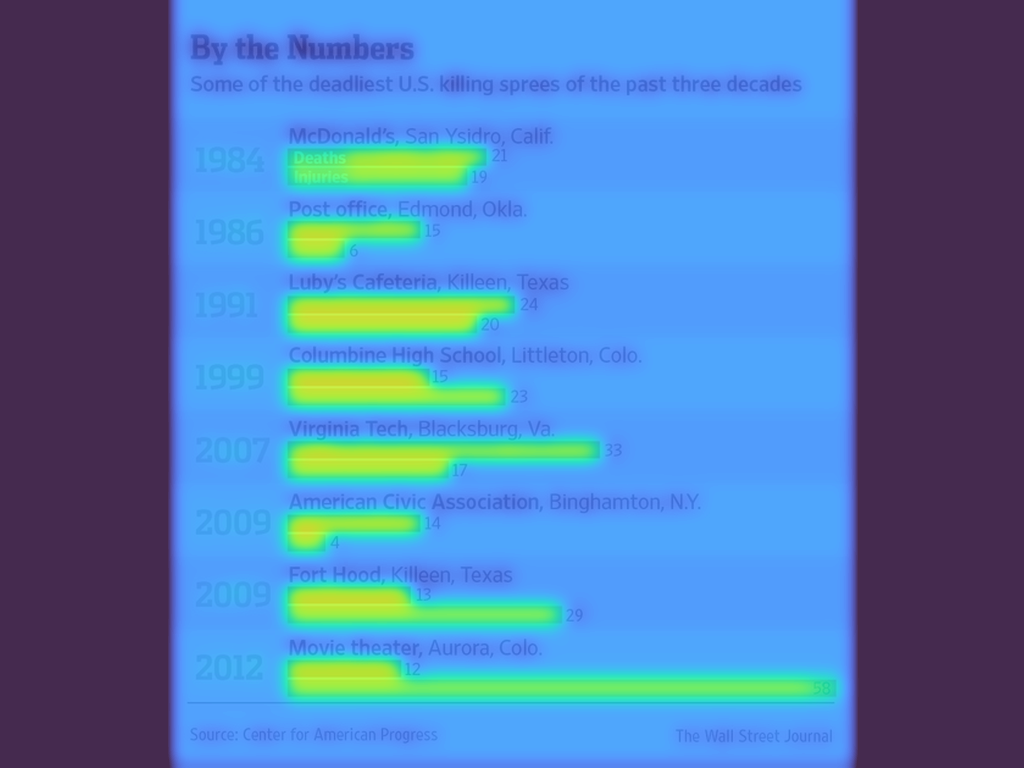 By the Numbers
Some of the deadliest U.S. killing sprees of the past three decades
McDonald's, San Ysidro, Calif.
1984 Deaths 21
Injuries 19
Post office, Edmond, Okla.
1986 15
6
Luby's Cafeteria, Killeen, Texas
1991 24
20
Columbine High School, Littleton, Colo.
1999 15
23
Virginia Tech, Blacksburg, Va.
2007 33
17
American Civic Association, Binghamton, N.Y.
2009 14
4
Fort Hood, Killeen, Texas
2009 13
29
Movie theater, Aurora, Colo.
2012 12
58
Source: Center for American Progress The Wall Street Journal